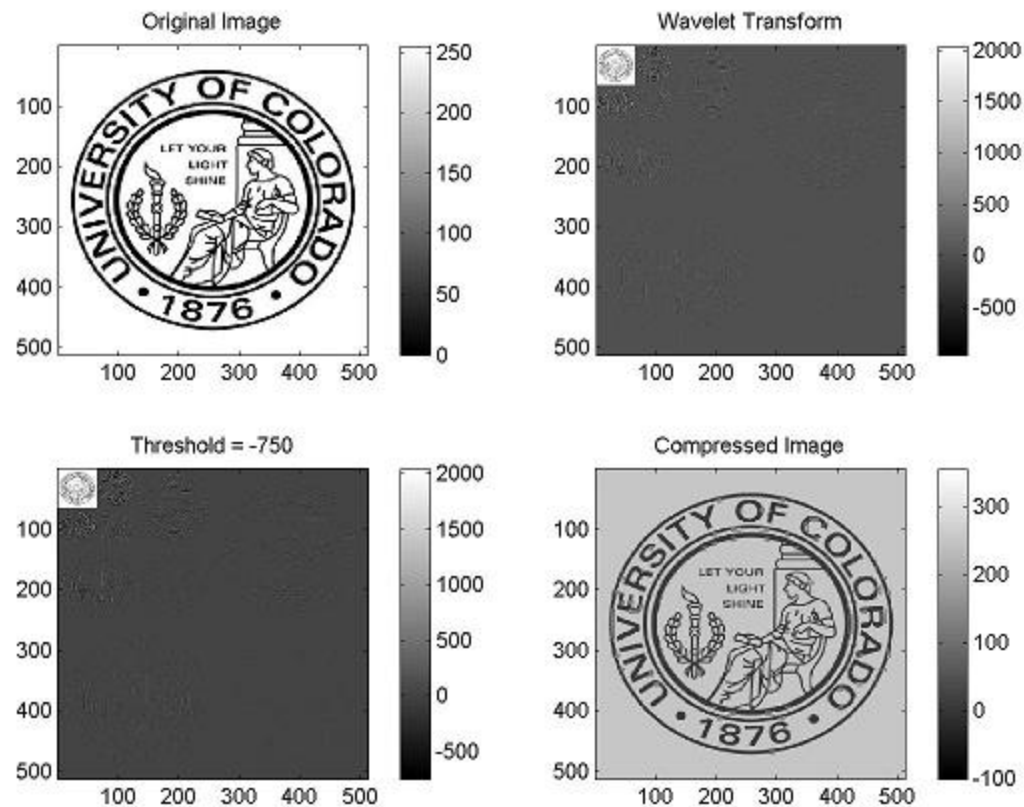 Original Image
UNIVERSITY OF COLORADO
LET YOUR
LIGHT
SHINE
• 1876 •
100
200
300
400
500
100 200 300 400 500
250
200
150
100
50
0
Wavelet Transform
100
200
300
400
500
100 200 300 400 500
2000
1500
1000
500
0
-500
Threshold = -750
100
200
300
400
500
100 200 300 400 500
2000
1500
1000
500
0
-500
Compressed Image
UNIVERSITY OF COLORADO
LET YOUR
LIGHT
SHINE
• 1876 •
100
200
300
400
500
100 200 300 400 500
300
200
100
0
-100